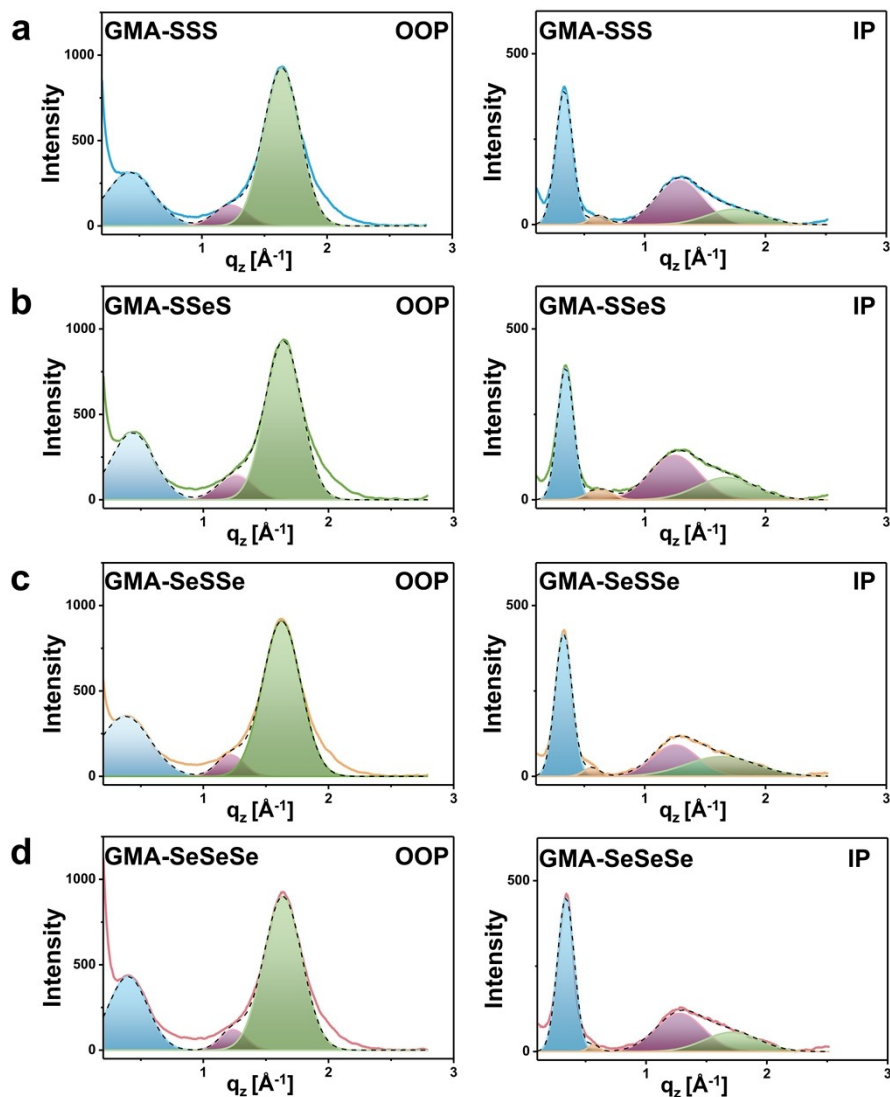 a
GMA-SSS OOP
1000
500
0
Intensity
1 2 3
qz [Å-1]
GMA-SSS IP
500
0
Intensity
1 2 3
qz [Å-1]
b
GMA-SSeS OOP
1000
500
0
Intensity
1 2 3
qz [Å-1]
GMA-SSeS IP
500
0
Intensity
1 2 3
qz [Å-1]
c
GMA-SeSSe OOP
1000
500
0
Intensity
1 2 3
qz [Å-1]
GMA-SeSSe IP
500
0
Intensity
1 2 3
qz [Å-1]
d
GMA-SeSeSe OOP
1000
500
0
Intensity
1 2 3
qz [Å-1]
GMA-SeSeSe IP
500
0
Intensity
1 2 3
qz [Å-1]